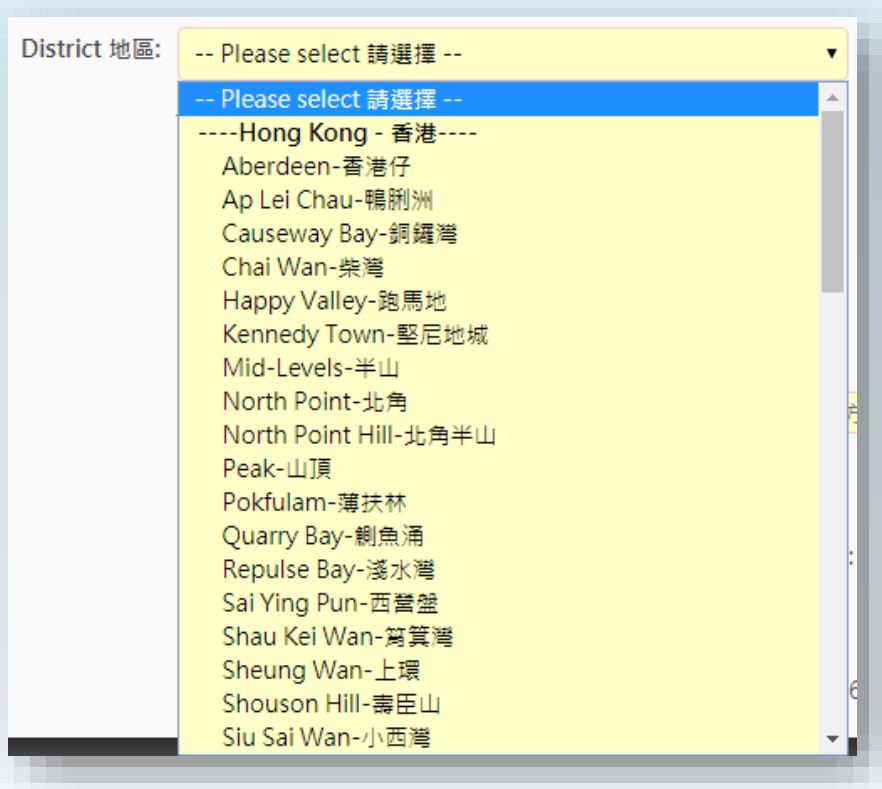 District 地區:
-- Please select 請選擇 --
-- Please select 請選擇 --
----Hong Kong - 香港----
Aberdeen-香港仔
Ap Lei Chau-鴨脷洲
Causeway Bay-銅鑼灣
Chai Wan-柴灣
Happy Valley-跑馬地
Kennedy Town-堅尼地城
Mid-Levels-半山
North Point-北角
North Point Hill-北角半山
Peak-山頂
Pokfulam-薄扶林
Quarry Bay-鰂魚涌
Repulse Bay-淺水灣
Sai Ying Pun-西營盤
Shau Kei Wan-筲箕灣
Sheung Wan-上環
Shouson Hill-壽臣山
Siu Sai Wan-小西灣